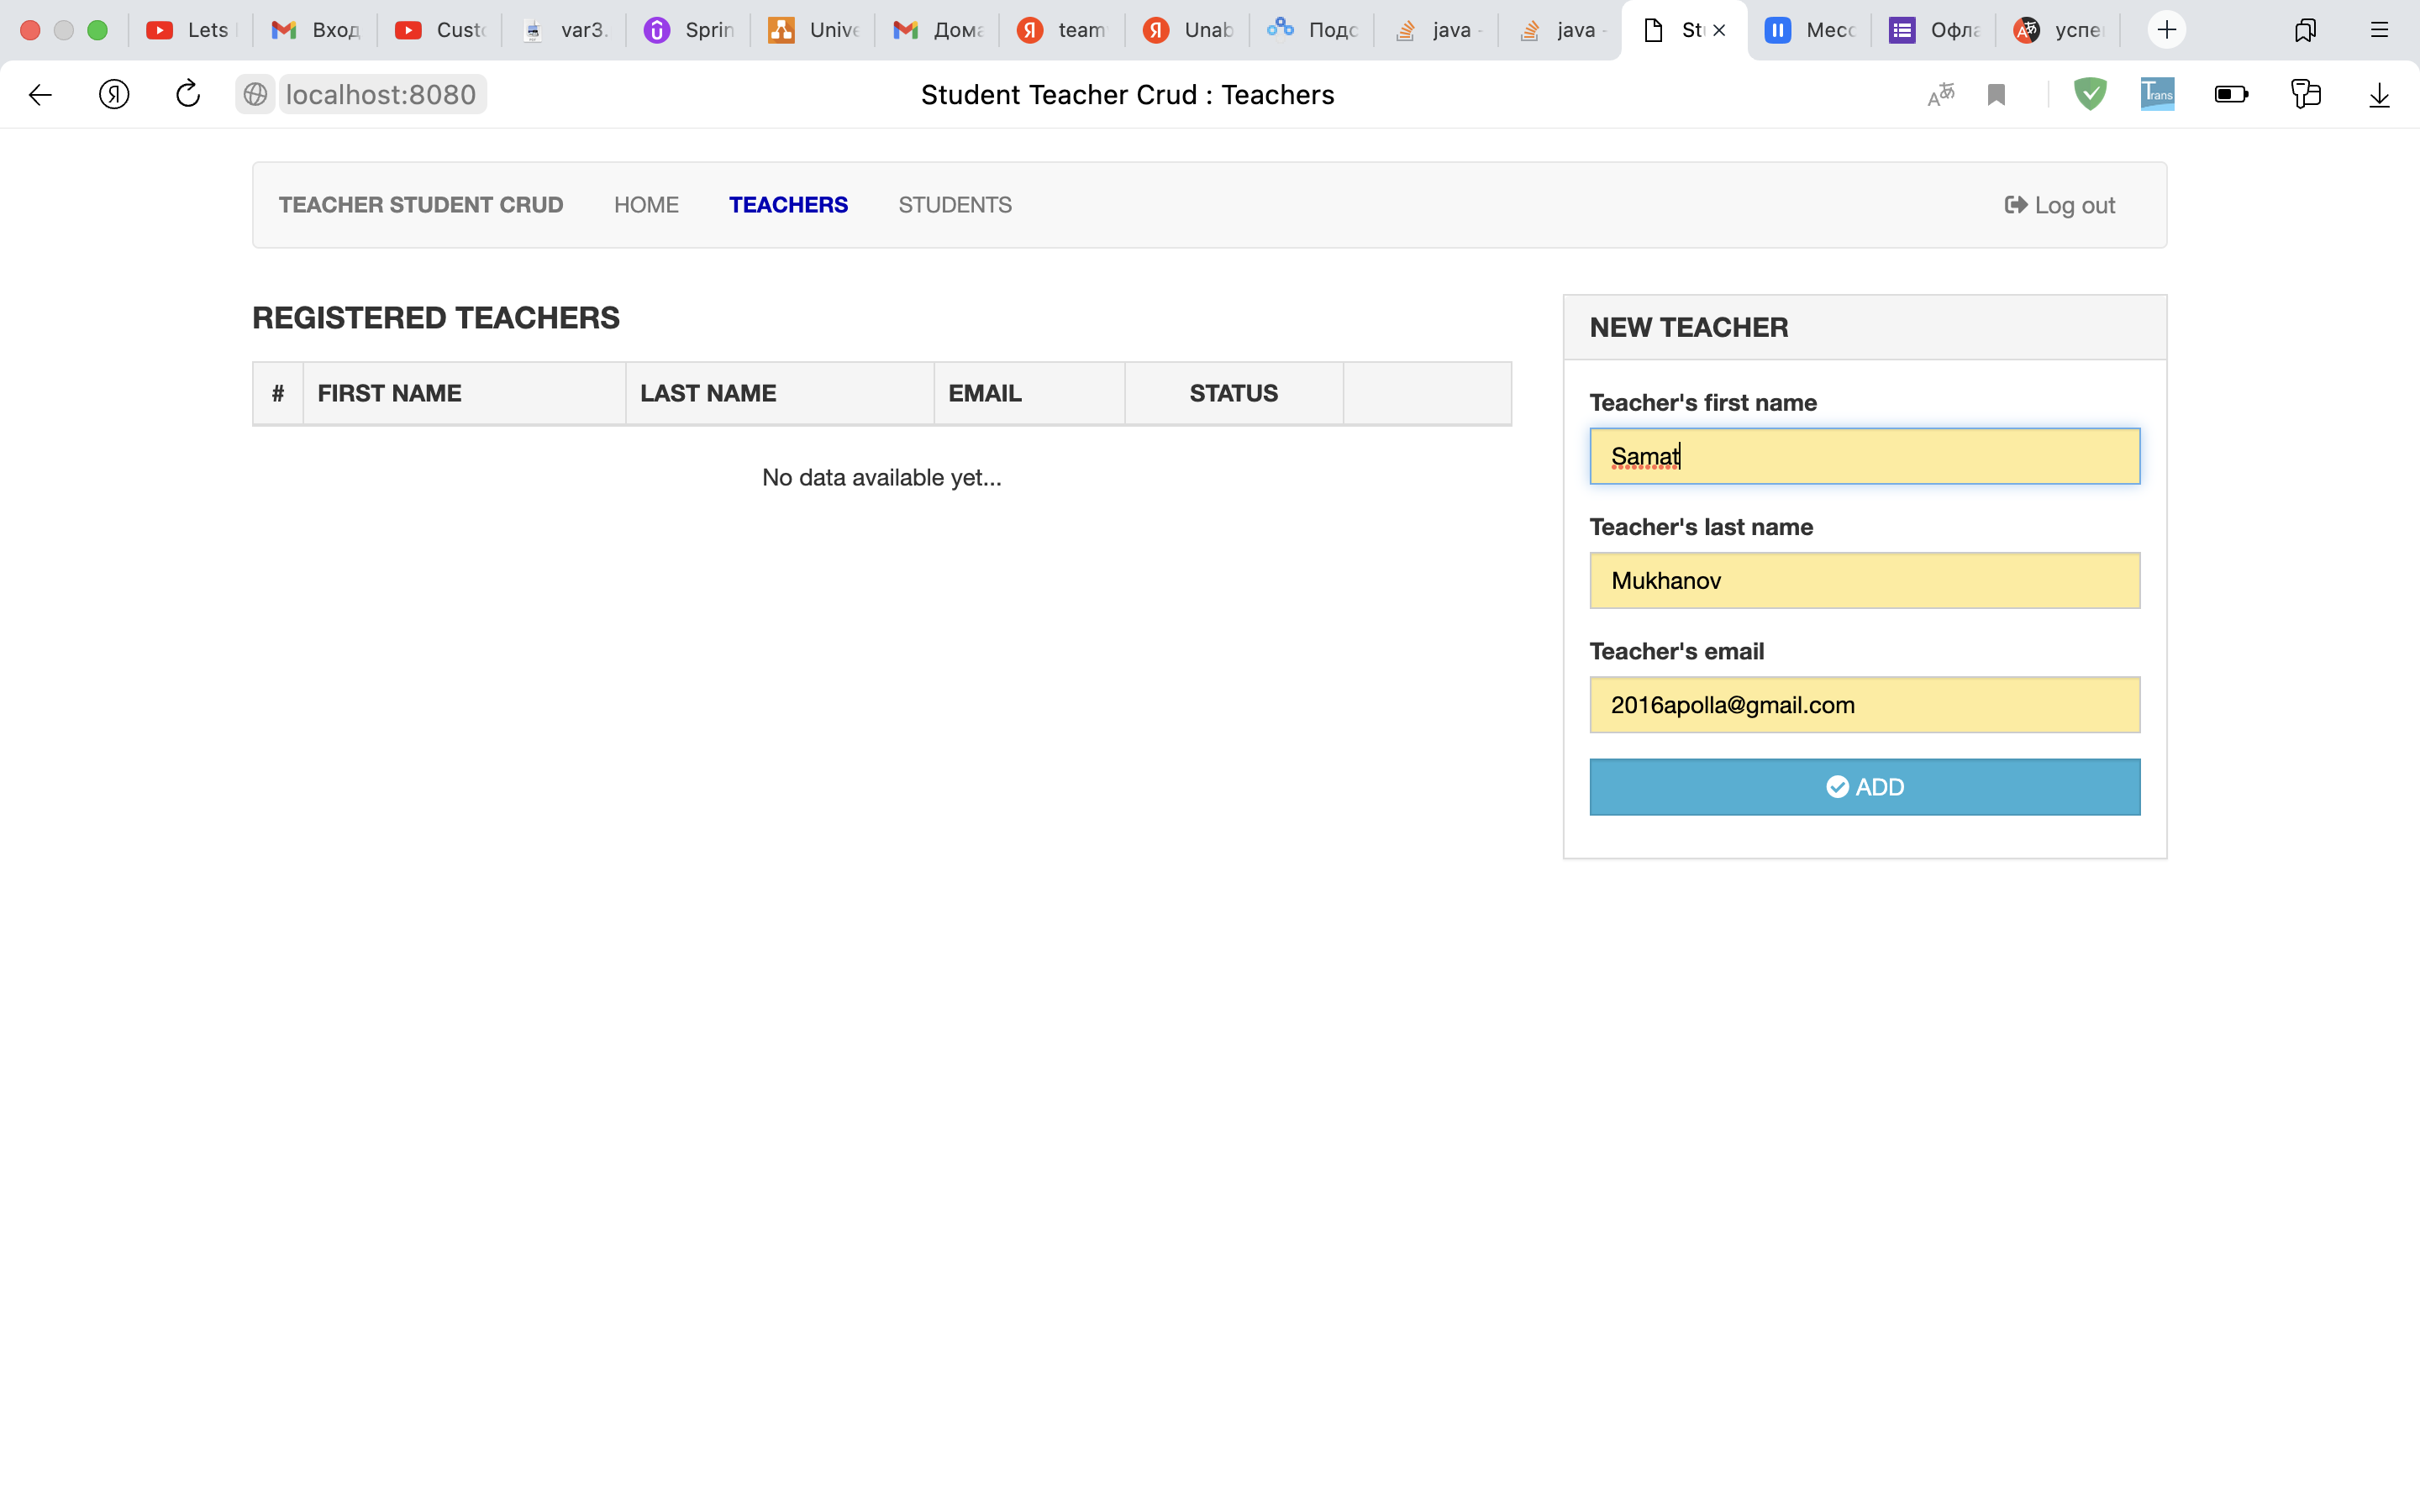 Lets
Вход
Custo
var3.
Sprin
Unive
Дома
team
Unab
Подс
java -
java -
St
Месс
Офла
успе
localhost:8080
Student Teacher Crud : Teachers
Trans
TEACHER STUDENT CRUD HOME TEACHERS STUDENTS Log out
REGISTERED TEACHERS
# FIRST NAME LAST NAME EMAIL STATUS
No data available yet...
NEW TEACHER
Teacher's first name
Samat
Teacher's last name
Mukhanov
Teacher's email
2016apolla@gmail.com
ADD